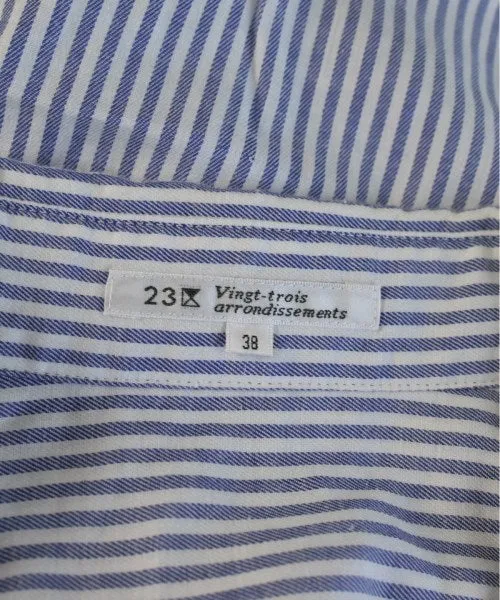 23区 Vingt-trois
arrondissements
38